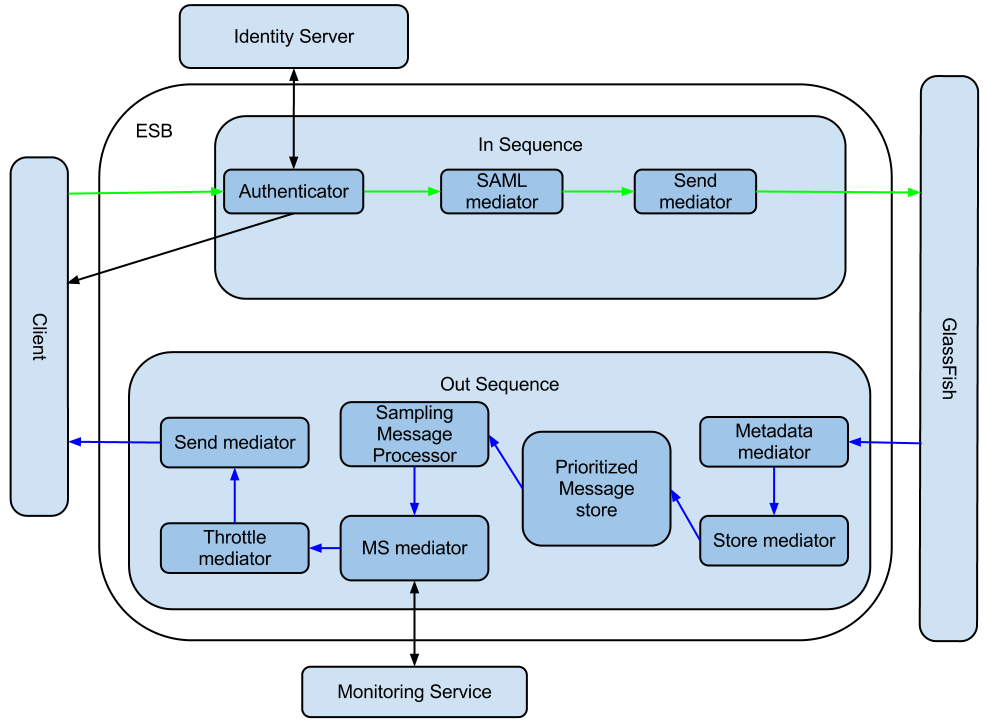 Identity Server
ESB
In Sequence
Authenticator
SAML
mediator
Send
mediator
Client
GlassFish
Out Sequence
Send mediator
Sampling
Message
Processor
Prioritized
Message
store
Metadata
mediator
Throttle
mediator
MS mediator
Store mediator
Monitoring Service